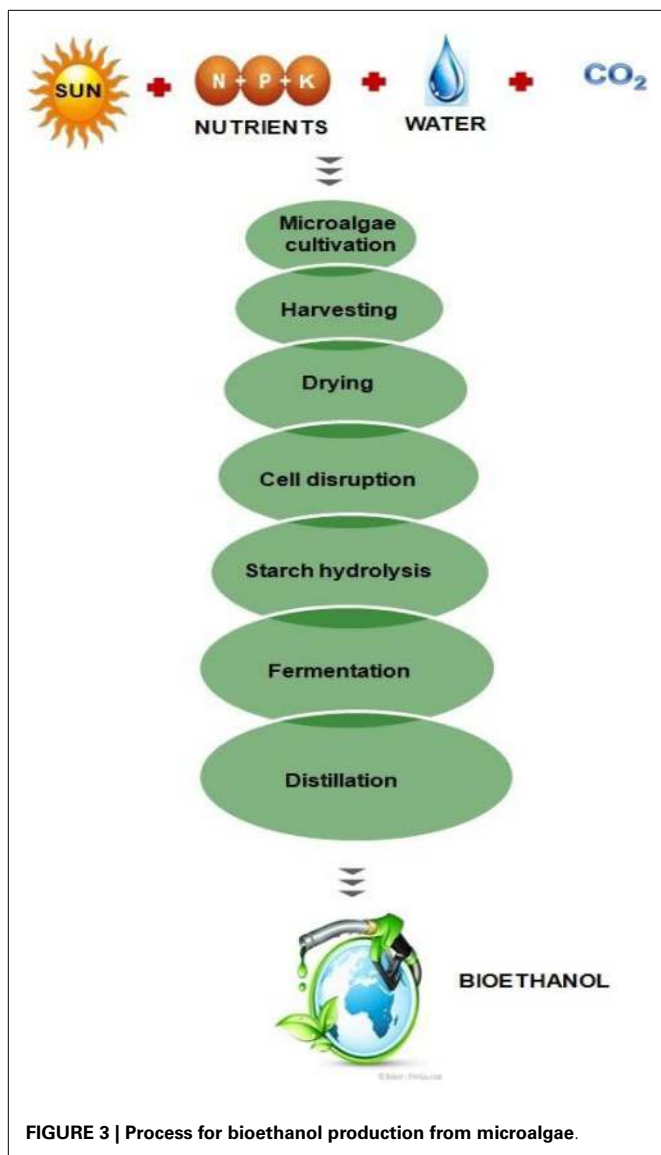 SUN
N + P + K
NUTRIENTS
WATER
CO₂
Microalgae
cultivation
Harvesting
Drying
Cell disruption
Starch hydrolysis
Fermentation
Distillation
BIOETHANOL
FIGURE 3 | Process for bioethanol production from microalgae.